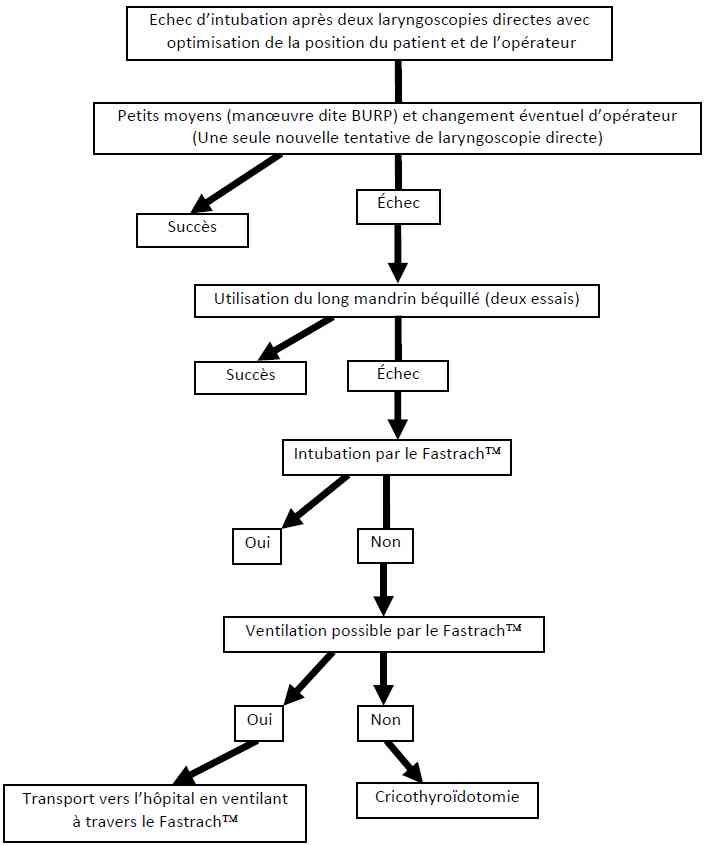 Echec d’intubation après deux laryngoscopies directes avec
optimisation de la position du patient et de l’opérateur
Petits moyens (manœuvre dite BURP) et changement éventuel d’opérateur
(Une seule nouvelle tentative de laryngoscopie directe)
Succès
Échec
Utilisation du long mandrin béquillé (deux essais)
Succès
Échec
Intubation par le Fastrach™
Oui
Non
Ventilation possible par le Fastrach™
Oui
Non
Transport vers l’hôpital en ventilant
à travers le Fastrach™
Cricothyroïdotomie